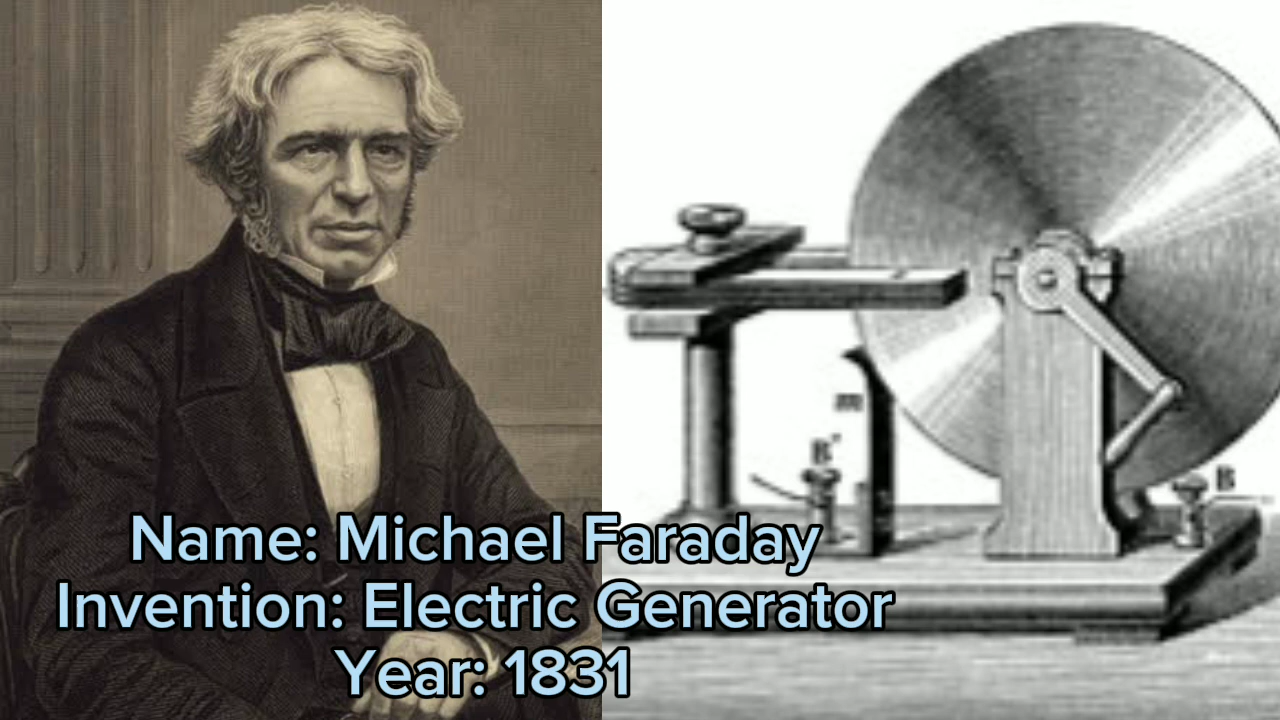 m
B'
B
Name: Michael Faraday
Invention: Electric Generator
Year: 1831